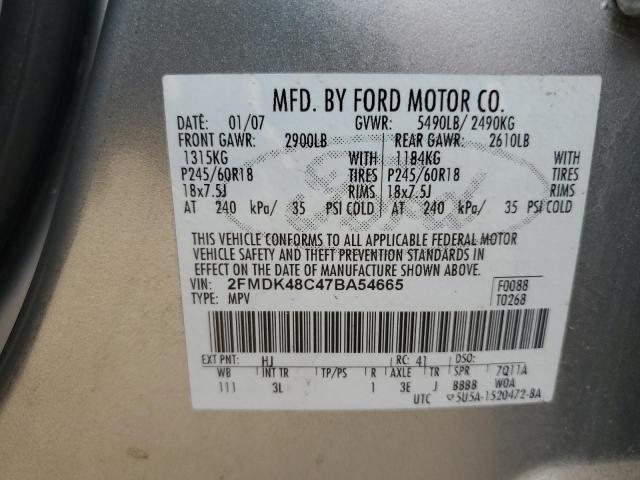 MFD. BY FORD MOTOR CO.
DATE: 01/07 GVWR: 5490LB/ 2490KG
FRONT GAWR: 2900LB REAR GAWR: 2610LB
1315KG WITH 1184KG WITH
P245/60R18 TIRES P245/60R18 TIRES
18x7.5J RIMS 18x7.5J RIMS
AT 240 kPa/ 35 PSI COLD AT 240 kPa/ 35 PSI COLD
THIS VEHICLE CONFORMS TO ALL APPLICABLE FEDERAL MOTOR
VEHICLE SAFETY AND THEFT PREVENTION STANDARDS IN
EFFECT ON THE DATE OF MANUFACTURE SHOWN ABOVE.
VIN: 2FMDK48C47BA54665 F0088
TYPE: MPV T0268
EXT PNT: HJ RC: 41 DSO:
WB INT TR TP/PS R AXLE TR SPR 7Q11A
111 3L 1 3E J BBBB W0A
UTC 5U5A-1520472-BA
Ford